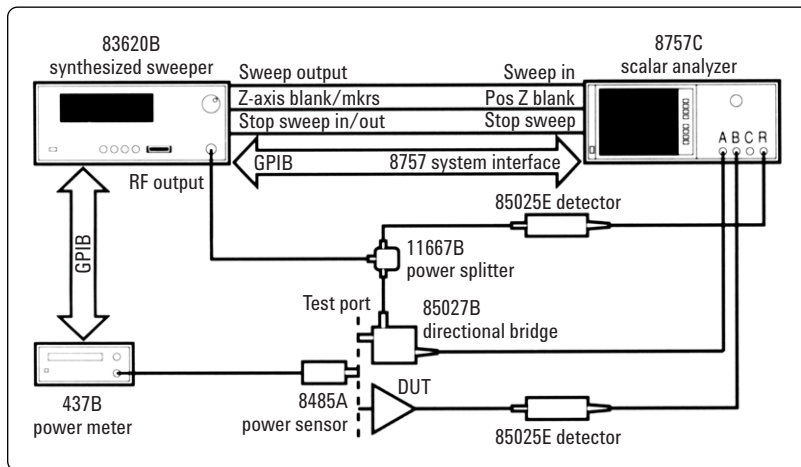 83620B
synthesized sweeper
8757C
scalar analyzer
Sweep output
Sweep in
Z-axis blank/mkrs
Pos Z blank
Stop sweep in/out
Stop sweep
A B C R
GPIB
8757 system interface
RF output
85025E detector
GPIB
11667B
power splitter
Test port
85027B
directional bridge
437B
power meter
8485A
power sensor
DUT
85025E detector